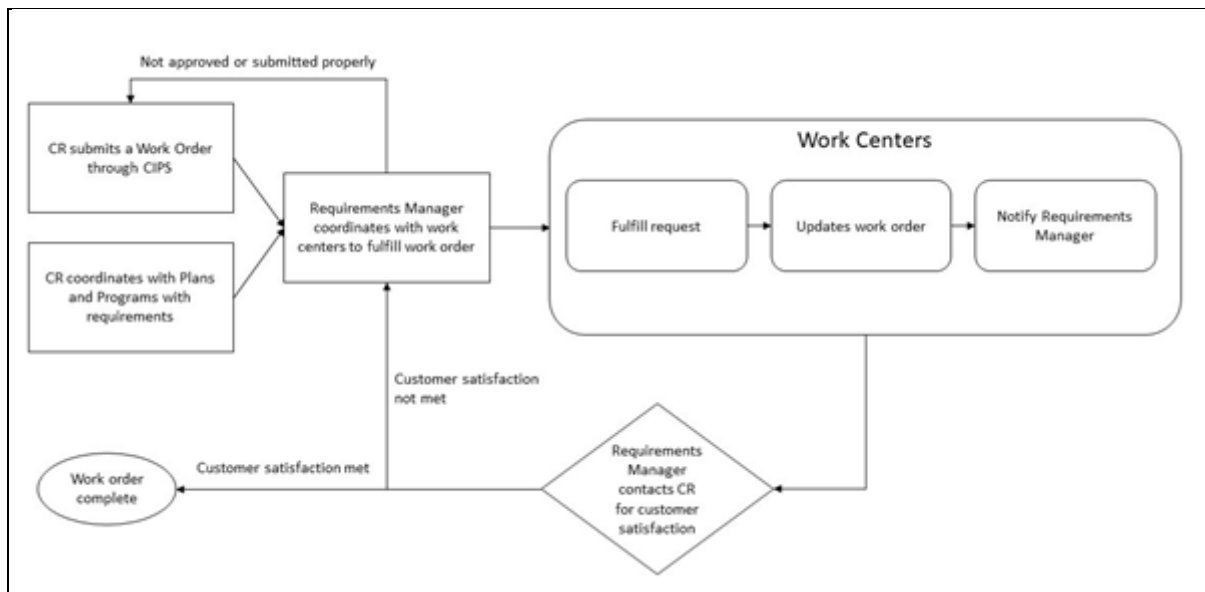 Not approved or submitted properly
CR submits a Work Order
through CIPS
Requirements Manager
coordinates with work
centers to fulfill work order
CR coordinates with Plans
and Programs with
requirements
Work Centers
Fulfill request
Updates work order
Notify Requirements
Manager
Customer satisfaction
not met
Requirements
Manager
contacts CR
for customer
satisfaction
Customer satisfaction met
Work order
complete